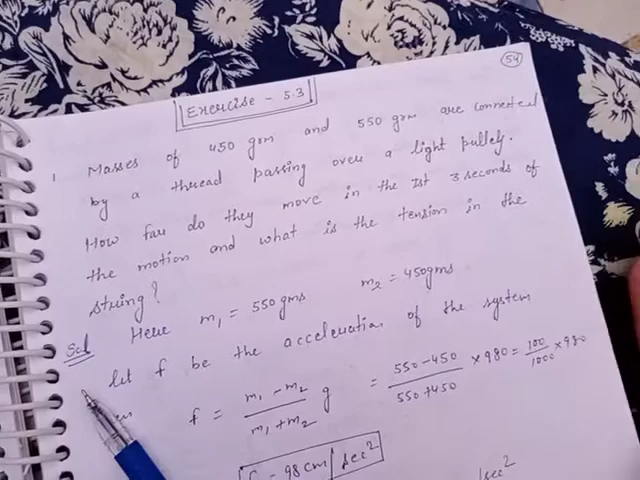 54
Exercise - 5.3
1 Masses of 450 gm and 550 gm are connected
by a thread passing over a light pulley.
How far do they move in the 1st 3 seconds of
the motion and what is the tension in the
string?
Sol Here m₁ = 550 gms m₂ = 450gms
let f be the acceleration of the system
f = (m₁ - m₂)/(m₁ + m₂) g = (550 - 450)/(550 + 450) × 980 = 100/1000 × 980
= 98 cm/sec²
/sec²